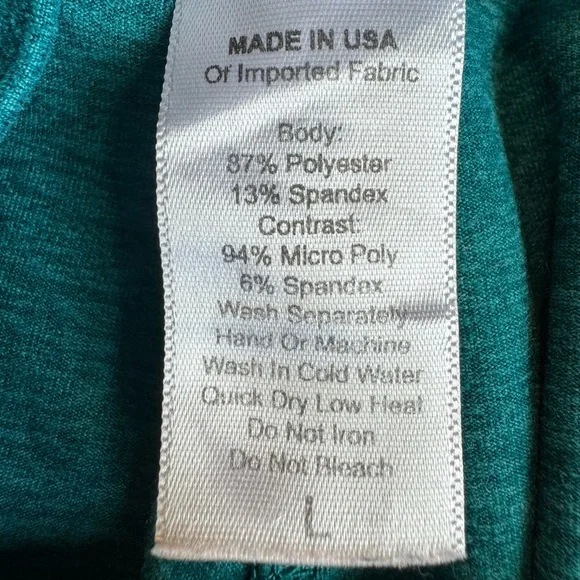 MADE IN USA
Of Imported Fabric
Body:
87% Polyester
13% Spandex
Contrast:
94% Micro Poly
6% Spandex
Wash Separately
Hand Or Machine
Wash In Cold Water
Quick Dry Low Heat
Do Not Iron
Do Not Bleach
L